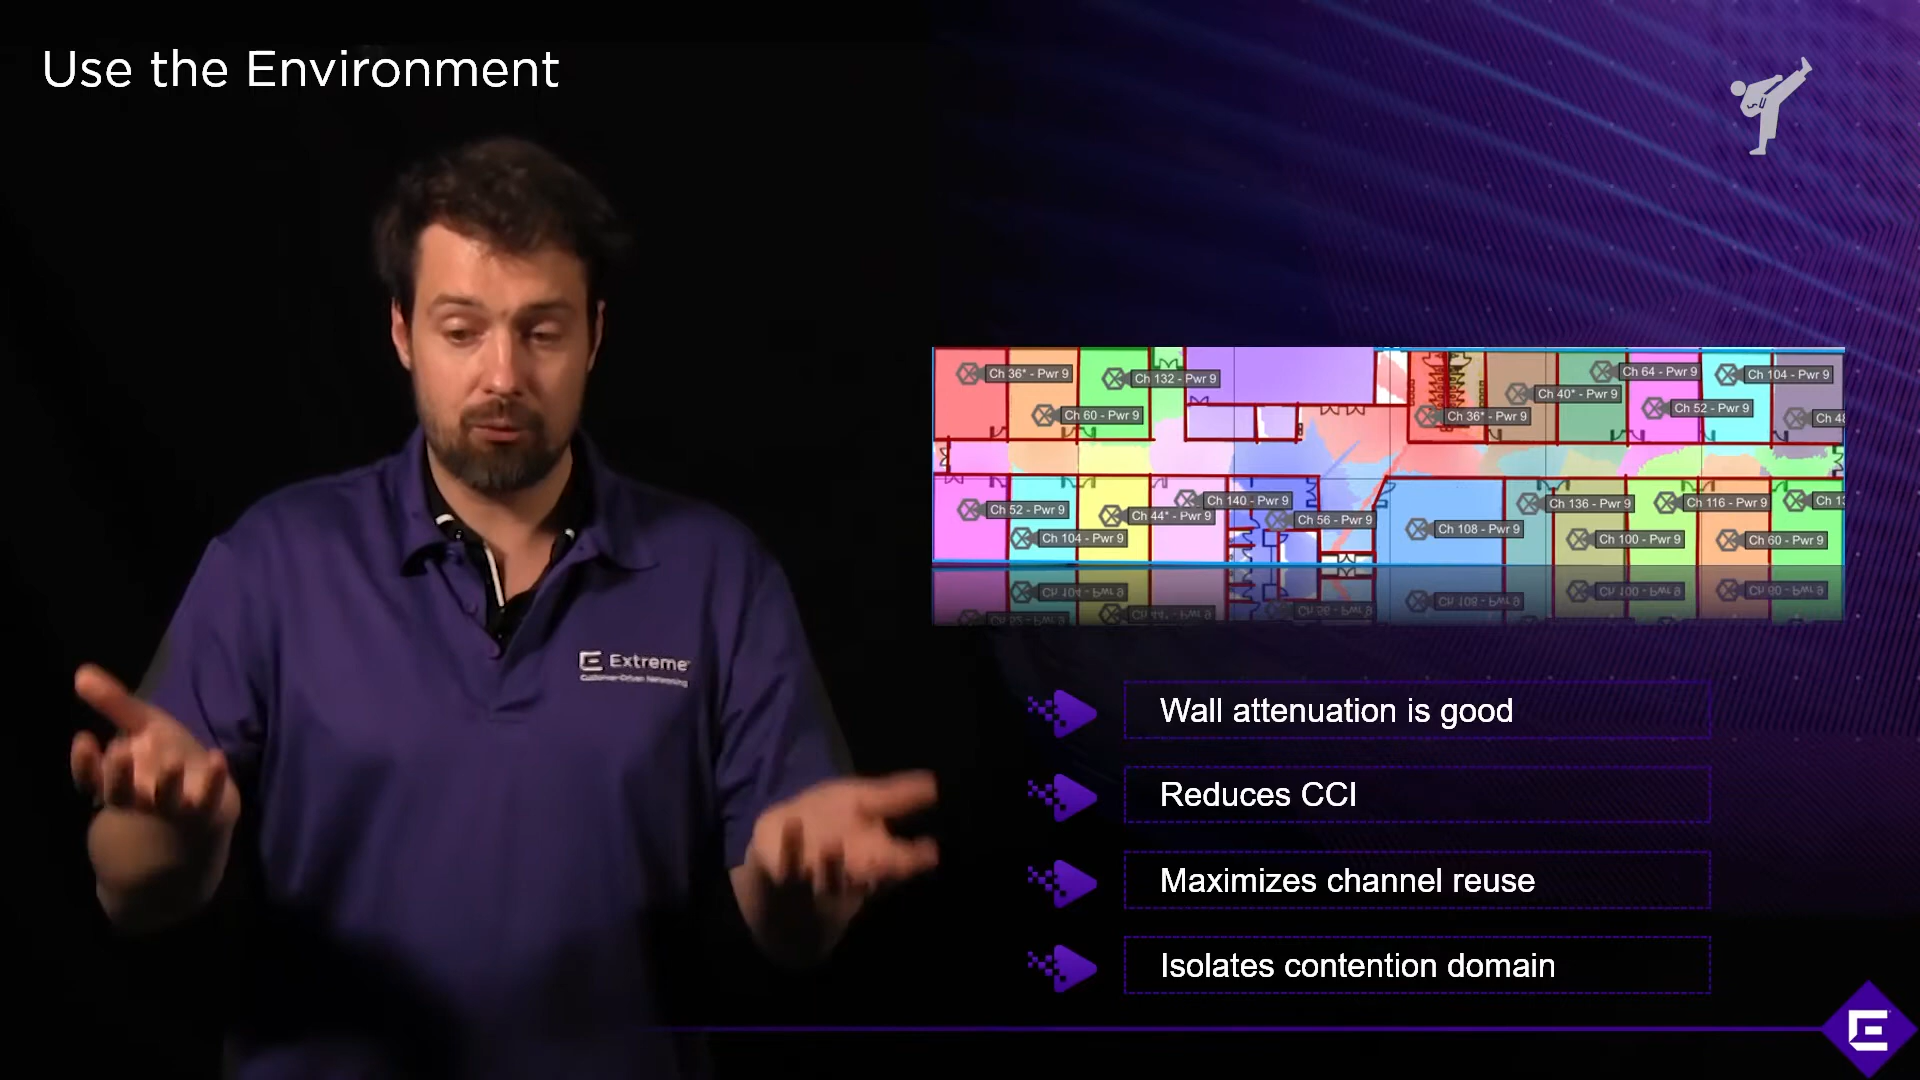 Use the Environment
Ch 36* - Pwr 9
Ch 60 - Pwr 9
Ch 132 - Pwr 9
Ch 36* - Pwr 9
Ch 40* - Pwr 9
Ch 64 - Pwr 9
Ch 52 - Pwr 9
Ch 104 - Pwr 9
Ch 52 - Pwr 9
Ch 104 - Pwr 9
Ch 44* - Pwr 9
Ch 140 - Pwr 9
Ch 56 - Pwr 9
Ch 108 - Pwr 9
Ch 136 - Pwr 9
Ch 100 - Pwr 9
Ch 116 - Pwr 9
Ch 60 - Pwr 9
Extreme
Customer-Driven Networking
Wall attenuation is good
Reduces CCI
Maximizes channel reuse
Isolates contention domain